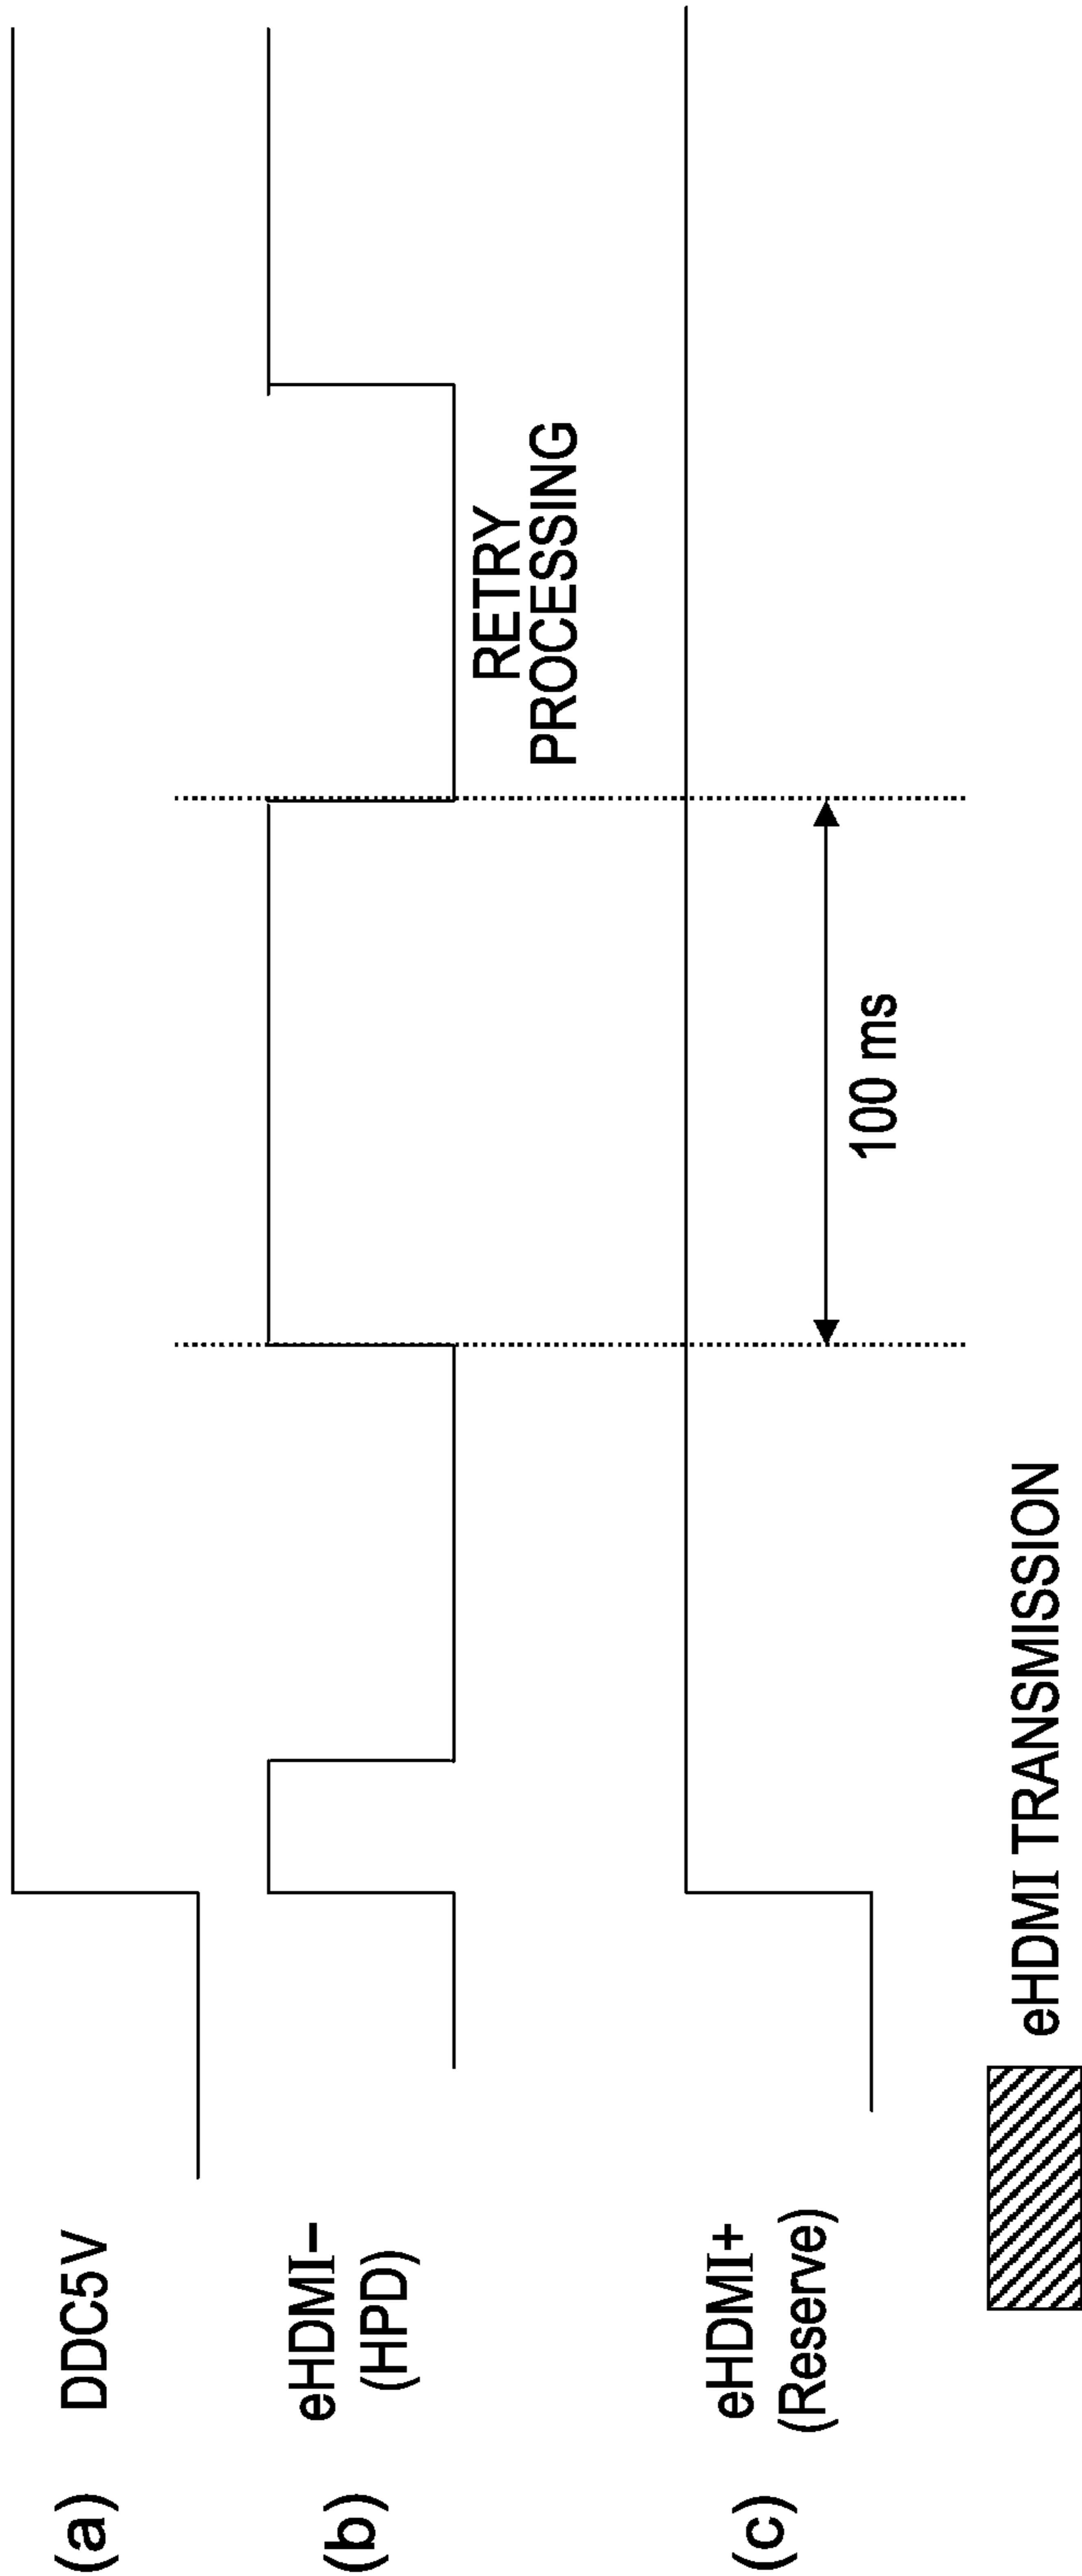 (a) DDC5V
(b) eHDMI−
(HPD)
RETRY
PROCESSING
(c) eHDMI+
(Reserve)
100 ms
eHDMI TRANSMISSION